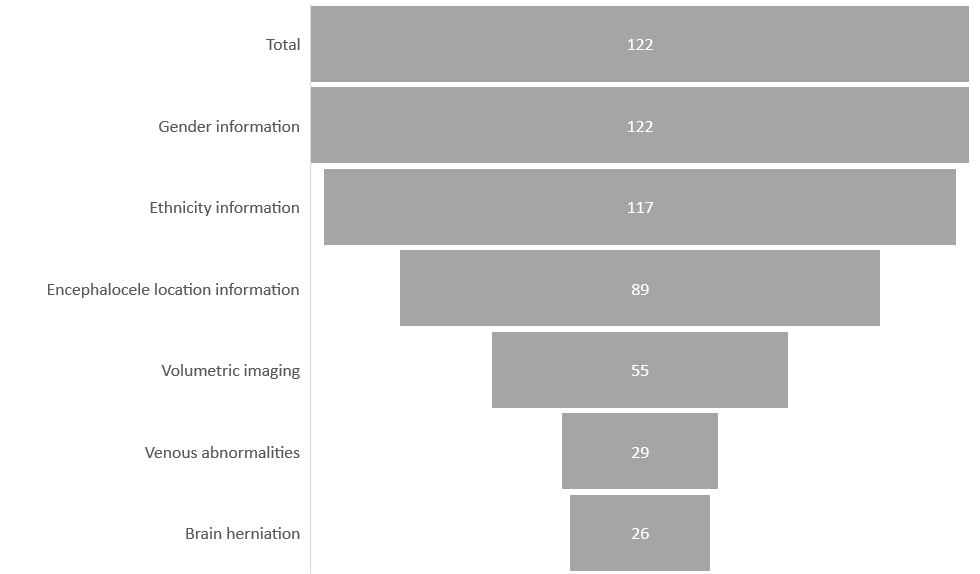 Total 122
Gender information 122
Ethnicity information 117
Encephalocele location information 89
Volumetric imaging 55
Venous abnormalities 29
Brain herniation 26